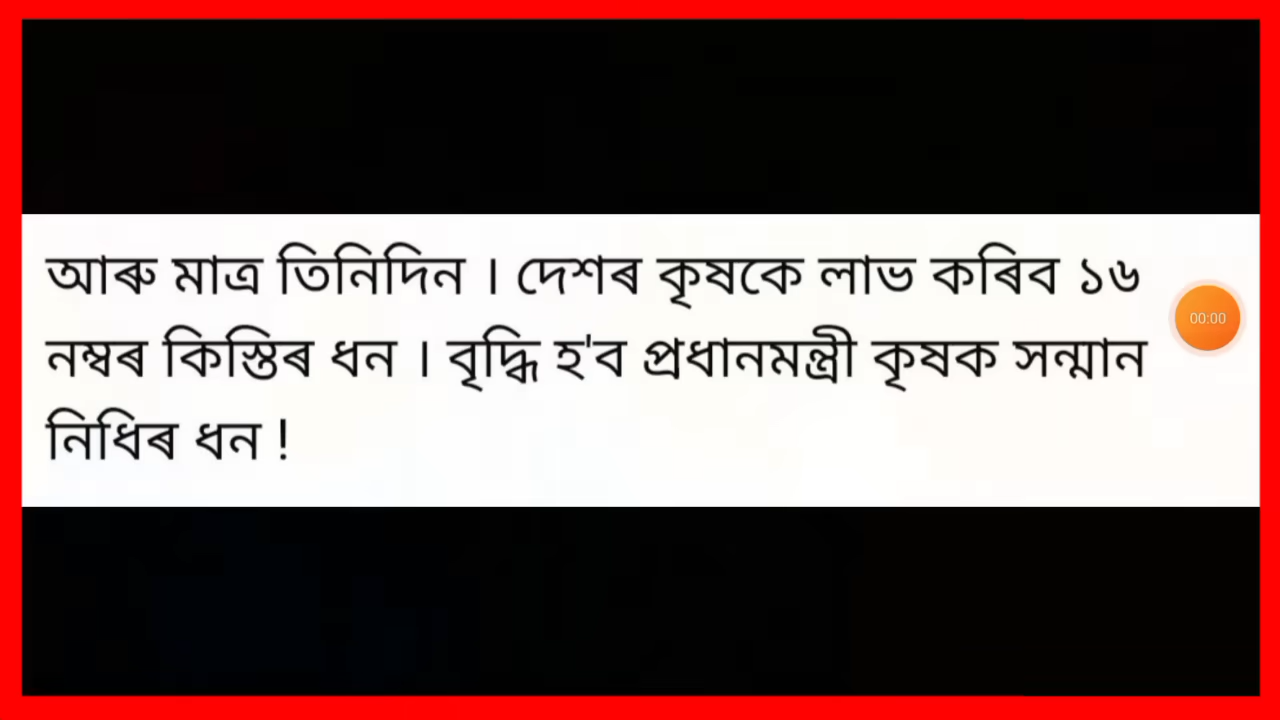 আৰু মাত্ৰ তিনিদিন । দেশৰ কৃষকে লাভ কৰিব ১৬
নম্বৰ কিস্তিৰ ধন । বৃদ্ধি হ'ব প্ৰধানমন্ত্ৰী কৃষক সন্মান
নিধিৰ ধন !
00:00